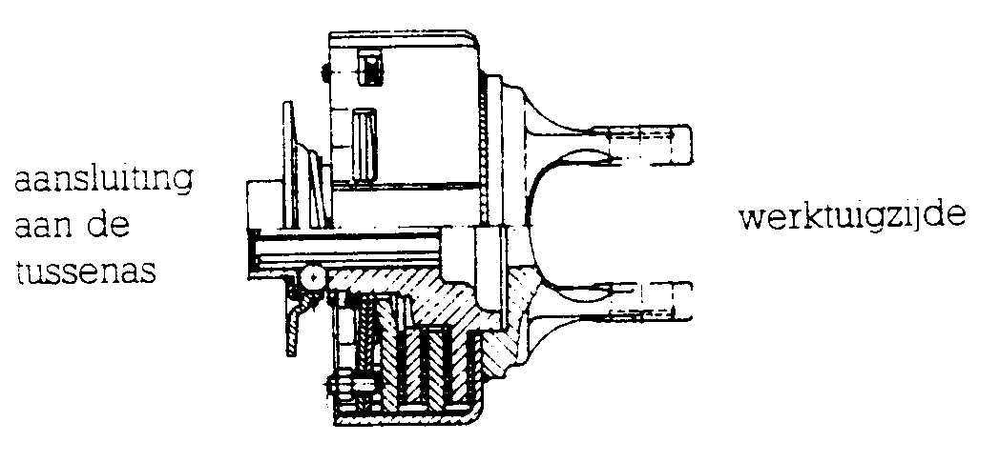 aansluiting
aan de
tussenas
werktuigzijde